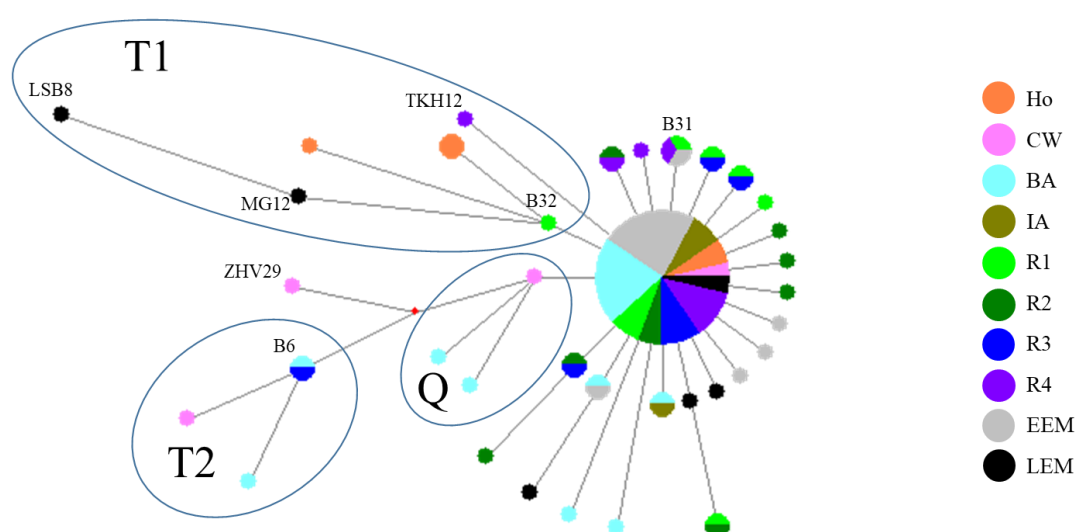 T1
LSB8
TKH12
MG12
B32
B31
ZHV29
B6
Q
T2
Ho
CW
BA
IA
R1
R2
R3
R4
EEM
LEM